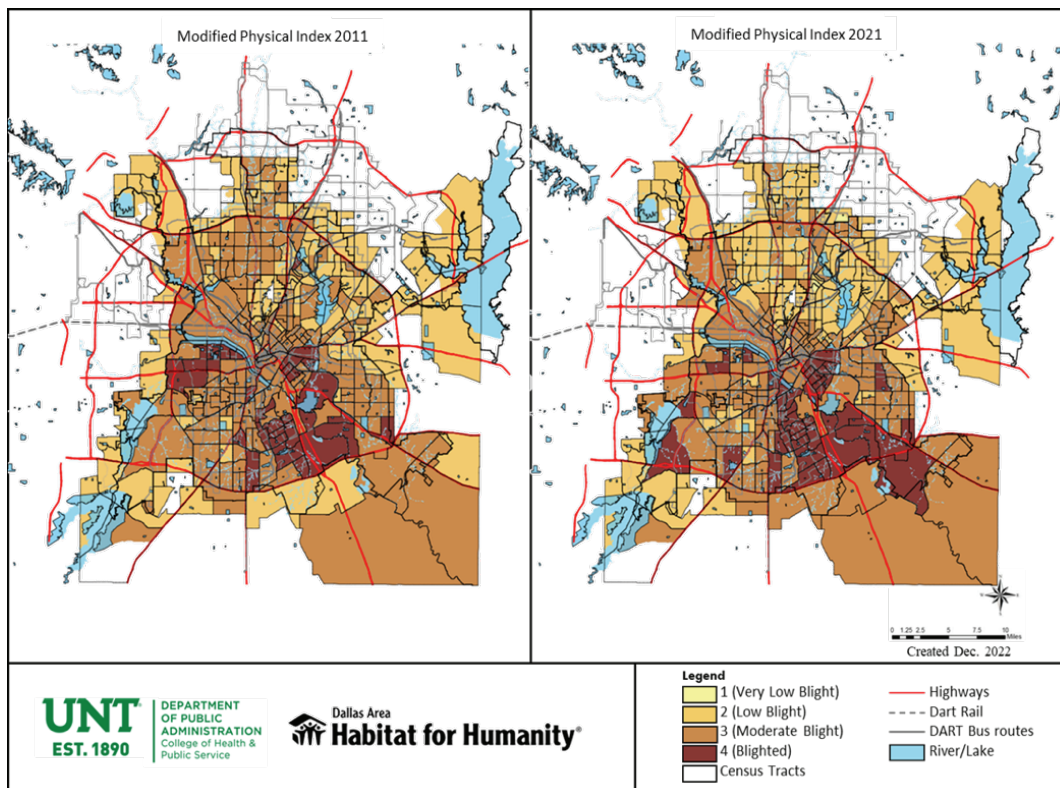 Modified Physical Index 2011
Modified Physical Index 2021
0 1.25 2.5 5 7.5 10
Miles
Created Dec. 2022
UNT
EST. 1890
DEPARTMENT
OF PUBLIC
ADMINISTRATION
College of Health &
Public Service
Dallas Area
Habitat for Humanity®
Legend
1 (Very Low Blight)
2 (Low Blight)
3 (Moderate Blight)
4 (Blighted)
Census Tracts
Highways
Dart Rail
DART Bus routes
River/Lake